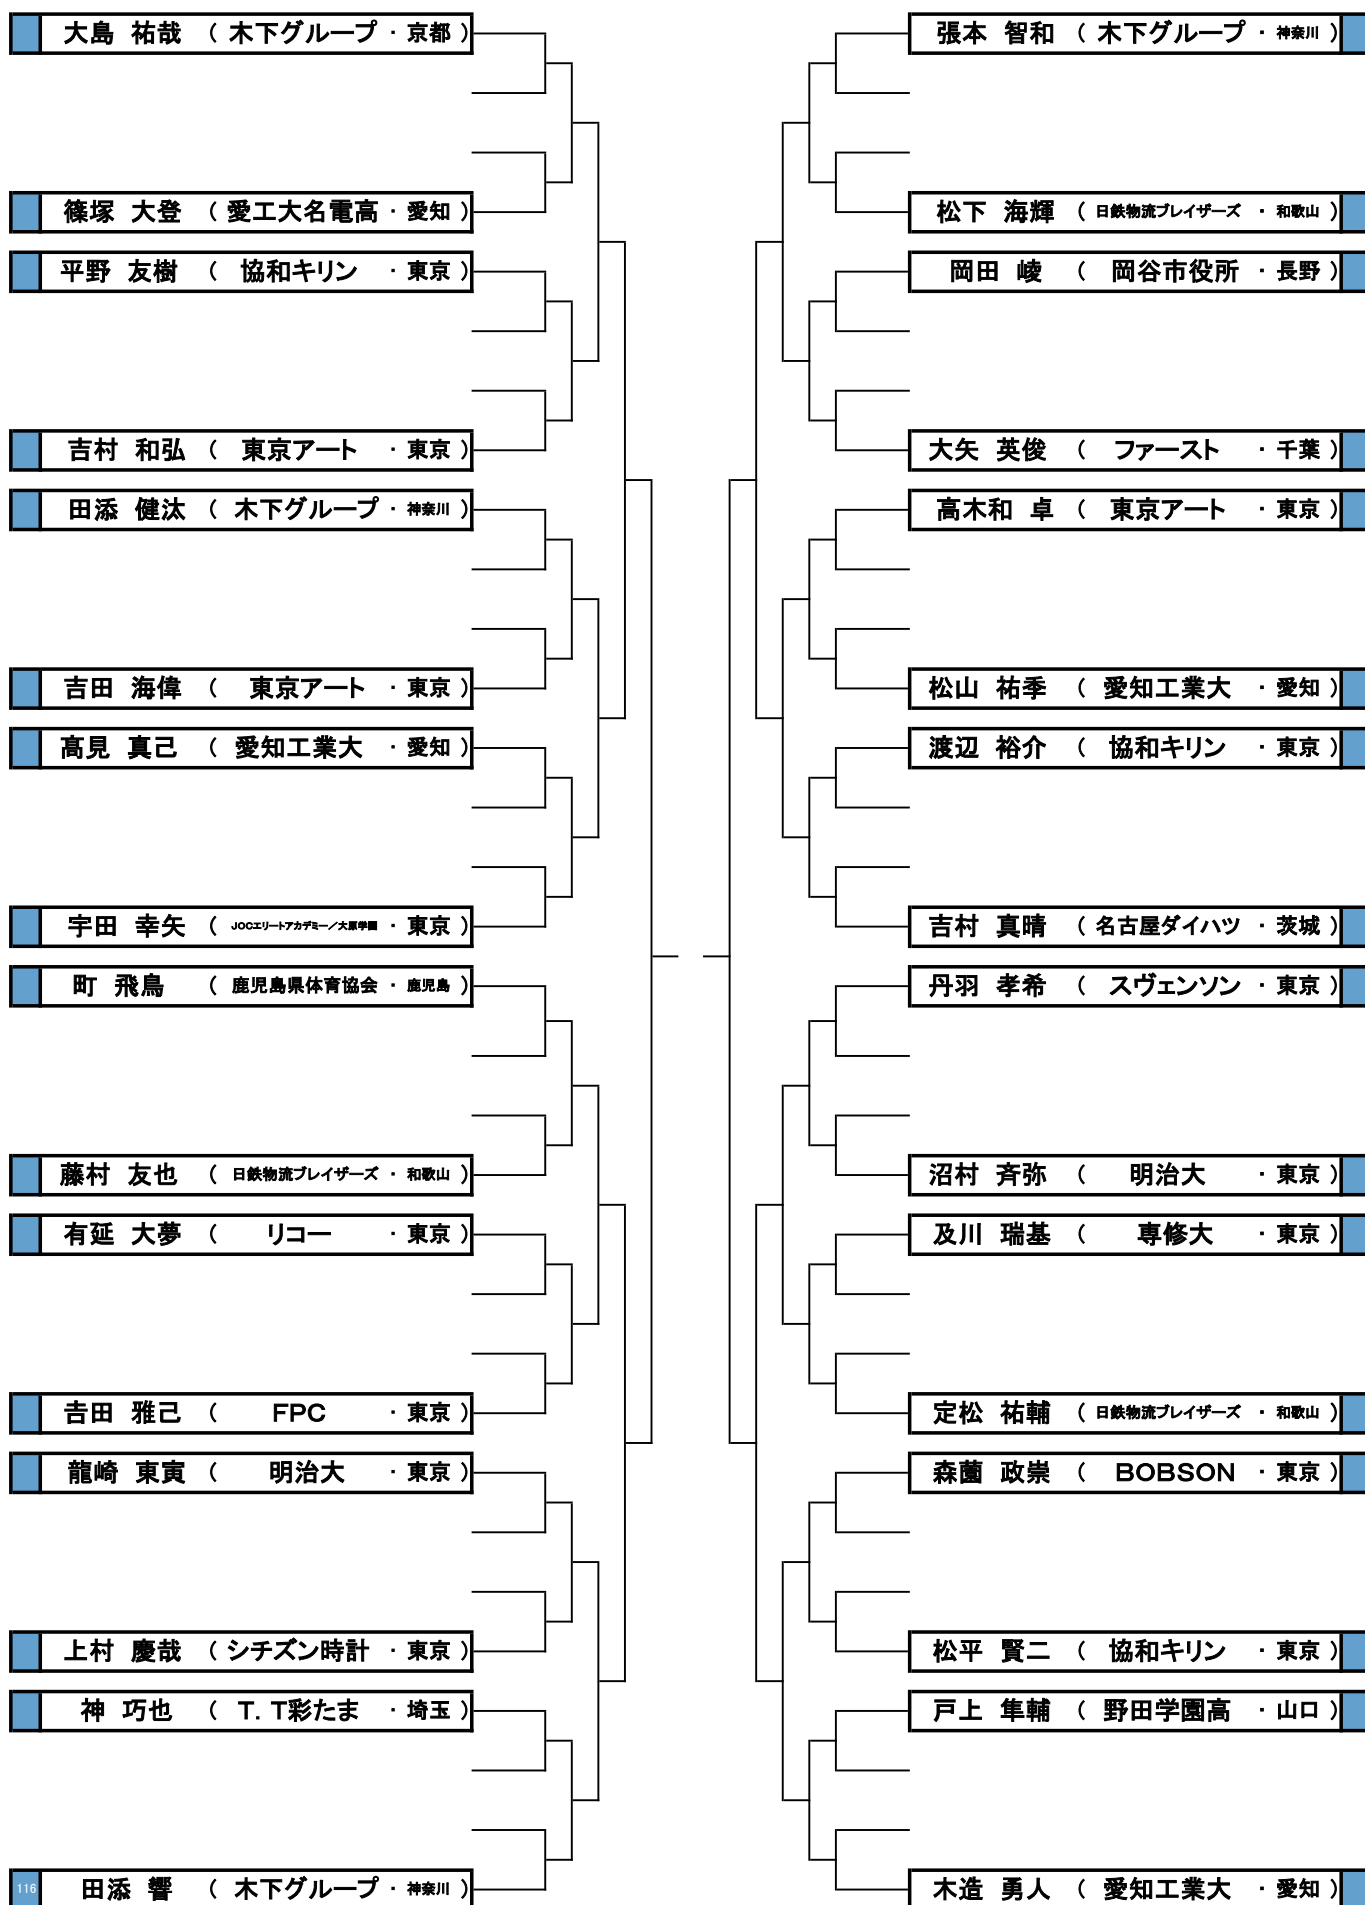 大島 祐哉 ( 木下グループ ・ 京都 )
篠塚 大登 ( 愛工大名電高 ・ 愛知 )
平野 友樹 ( 協和キリン ・ 東京 )
吉村 和弘 ( 東京アート ・ 東京 )
田添 健汰 ( 木下グループ ・ 神奈川 )
吉田 海偉 ( 東京アート ・ 東京 )
髙見 真己 ( 愛知工業大 ・ 愛知 )
宇田 幸矢 ( JOCエリートアカデミー／大原学園 ・ 東京 )
町 飛鳥 ( 鹿児島県体育協会 ・ 鹿児島 )
藤村 友也 ( 日鉄物流ブレイザーズ ・ 和歌山 )
有延 大夢 ( リコー ・ 東京 )
𠮷田 雅己 ( FPC ・ 東京 )
龍崎 東寅 ( 明治大 ・ 東京 )
上村 慶哉 ( シチズン時計 ・ 東京 )
神 巧也 ( T．T彩たま ・ 埼玉 )
116 田添 響 ( 木下グループ ・ 神奈川 )
張本 智和 ( 木下グループ ・ 神奈川 )
松下 海輝 ( 日鉄物流ブレイザーズ ・ 和歌山 )
岡田 崚 ( 岡谷市役所 ・ 長野 )
大矢 英俊 ( ファースト ・ 千葉 )
高木和 卓 ( 東京アート ・ 東京 )
松山 祐季 ( 愛知工業大 ・ 愛知 )
渡辺 裕介 ( 協和キリン ・ 東京 )
吉村 真晴 ( 名古屋ダイハツ ・ 茨城 )
丹羽 孝希 ( スヴェンソン ・ 東京 )
沼村 斉弥 ( 明治大 ・ 東京 )
及川 瑞基 ( 専修大 ・ 東京 )
定松 祐輔 ( 日鉄物流ブレイザーズ ・ 和歌山 )
森薗 政崇 ( BOBSON ・ 東京 )
松平 賢二 ( 協和キリン ・ 東京 )
戸上 隼輔 ( 野田学園高 ・ 山口 )
木造 勇人 ( 愛知工業大 ・ 愛知 )